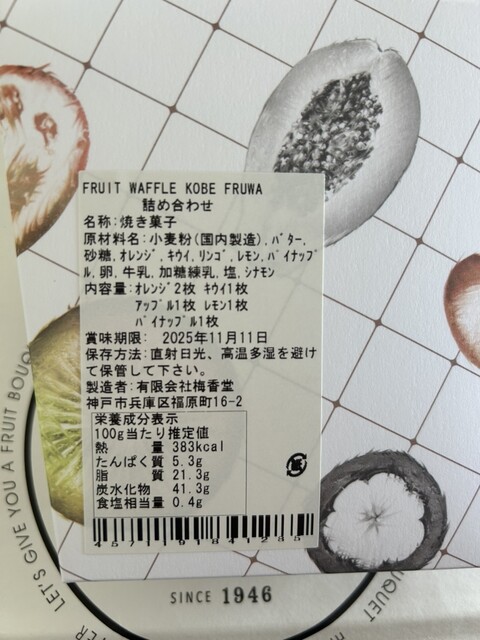 FRUIT WAFFLE KOBE FRUWA
詰め合わせ
名称:焼き菓子
原材料名:小麦粉(国内製造),ﾊﾞﾀｰ,
砂糖,ｵﾚﾝｼﾞ,ｷｳｲ,ﾘﾝｺﾞ,ﾚﾓﾝ,ﾊﾟｲﾅｯﾌﾟ
ﾙ,卵,牛乳,加糖練乳,塩,ｼﾅﾓﾝ
内容量:ｵﾚﾝｼﾞ2枚 ｷｳｲ1枚
ｱｯﾌﾟﾙ1枚 ﾚﾓﾝ1枚
ﾊﾟｲﾅｯﾌﾟﾙ1枚
賞味期限: 2025年11月11日
保存方法:直射日光、高温多湿を避け
て保管して下さい。
製造者:有限会社梅香堂
神戸市兵庫区福原町16-2
栄養成分表示
100g当たり推定値
熱 量 383kcal
たんぱく質 5.3g
脂 質 21.3g
炭水化物 41.3g
食塩相当量 0.4g
LET'S GIVE YOU A FRUIT BOUQ
SINCE 1946